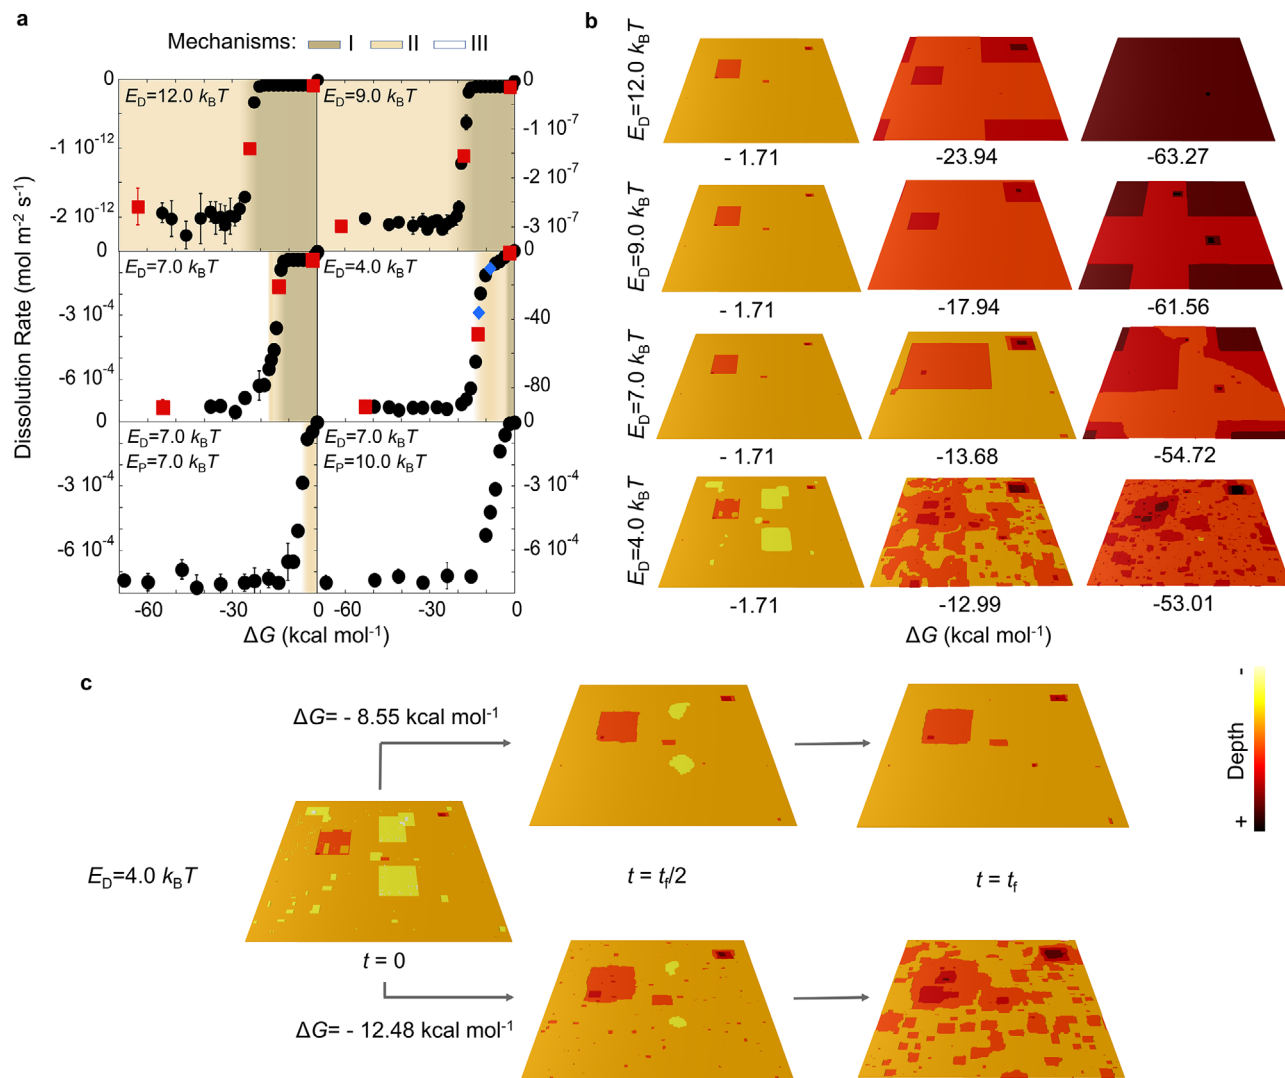 a
Mechanisms: I II III
Dissolution Rate (mol m⁻² s⁻¹)
E_D=12.0 k_BT
E_D=9.0 k_BT
0
-1 10⁻¹²
-2 10⁻¹²
0
0
-1 10⁻⁷
-2 10⁻⁷
-3 10⁻⁷
0
E_D=7.0 k_BT
E_D=4.0 k_BT
-3 10⁻⁴
-6 10⁻⁴
0
-40
-80
0
E_D=7.0 k_BT
E_P=7.0 k_BT
E_D=7.0 k_BT
E_P=10.0 k_BT
-3 10⁻⁴
-6 10⁻⁴
-3 10⁻⁴
-6 10⁻⁴
-60 -30 0 -60 -30 0
ΔG (kcal mol⁻¹)
b
E_D=12.0 k_BT
- 1.71 -23.94 -63.27
E_D=9.0 k_BT
- 1.71 -17.94 -61.56
E_D=7.0 k_BT
- 1.71 -13.68 -54.72
E_D=4.0 k_BT
-1.71 -12.99 -53.01
ΔG (kcal mol⁻¹)
c
ΔG= - 8.55 kcal mol⁻¹
E_D=4.0 k_BT
t = 0
t = t_f/2
t = t_f
ΔG= - 12.48 kcal mol⁻¹
-
Depth
+